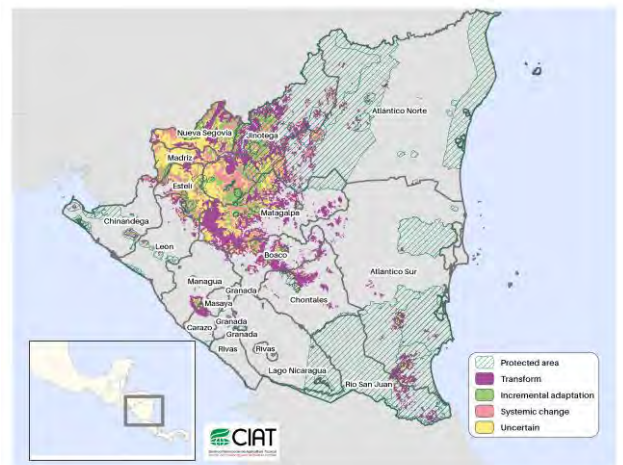 Atlántico Norte
Nueva Segovia
Jinotega
Madriz
Estelí
Matagalpa
Chinandega
León
Boaco
Atlántico Sur
Managua
Granada
Chontales
Masaya
Granada
Carazo
Granada
Rivas
Rivas
Lago Nicaragua
Rio San Juan
Protected area
Transform
Incremental adaptation
Systemic change
Uncertain
CIAT